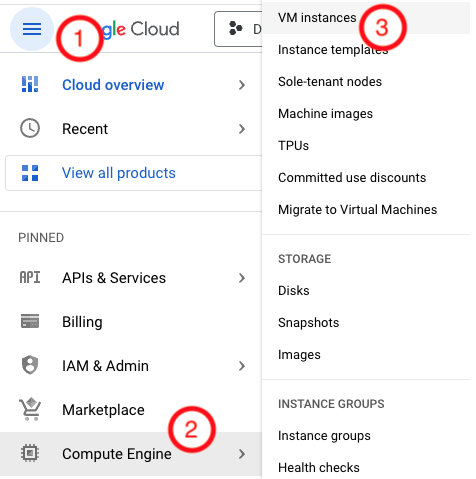 1
gle Cloud
D
Cloud overview
Recent
View all products
PINNED
API
APIs & Services
Billing
IAM & Admin
Marketplace
2
Compute Engine
VM instances
3
Instance templates
Sole-tenant nodes
Machine images
TPUs
Committed use discounts
Migrate to Virtual Machines
STORAGE
Disks
Snapshots
Images
INSTANCE GROUPS
Instance groups
Health checks